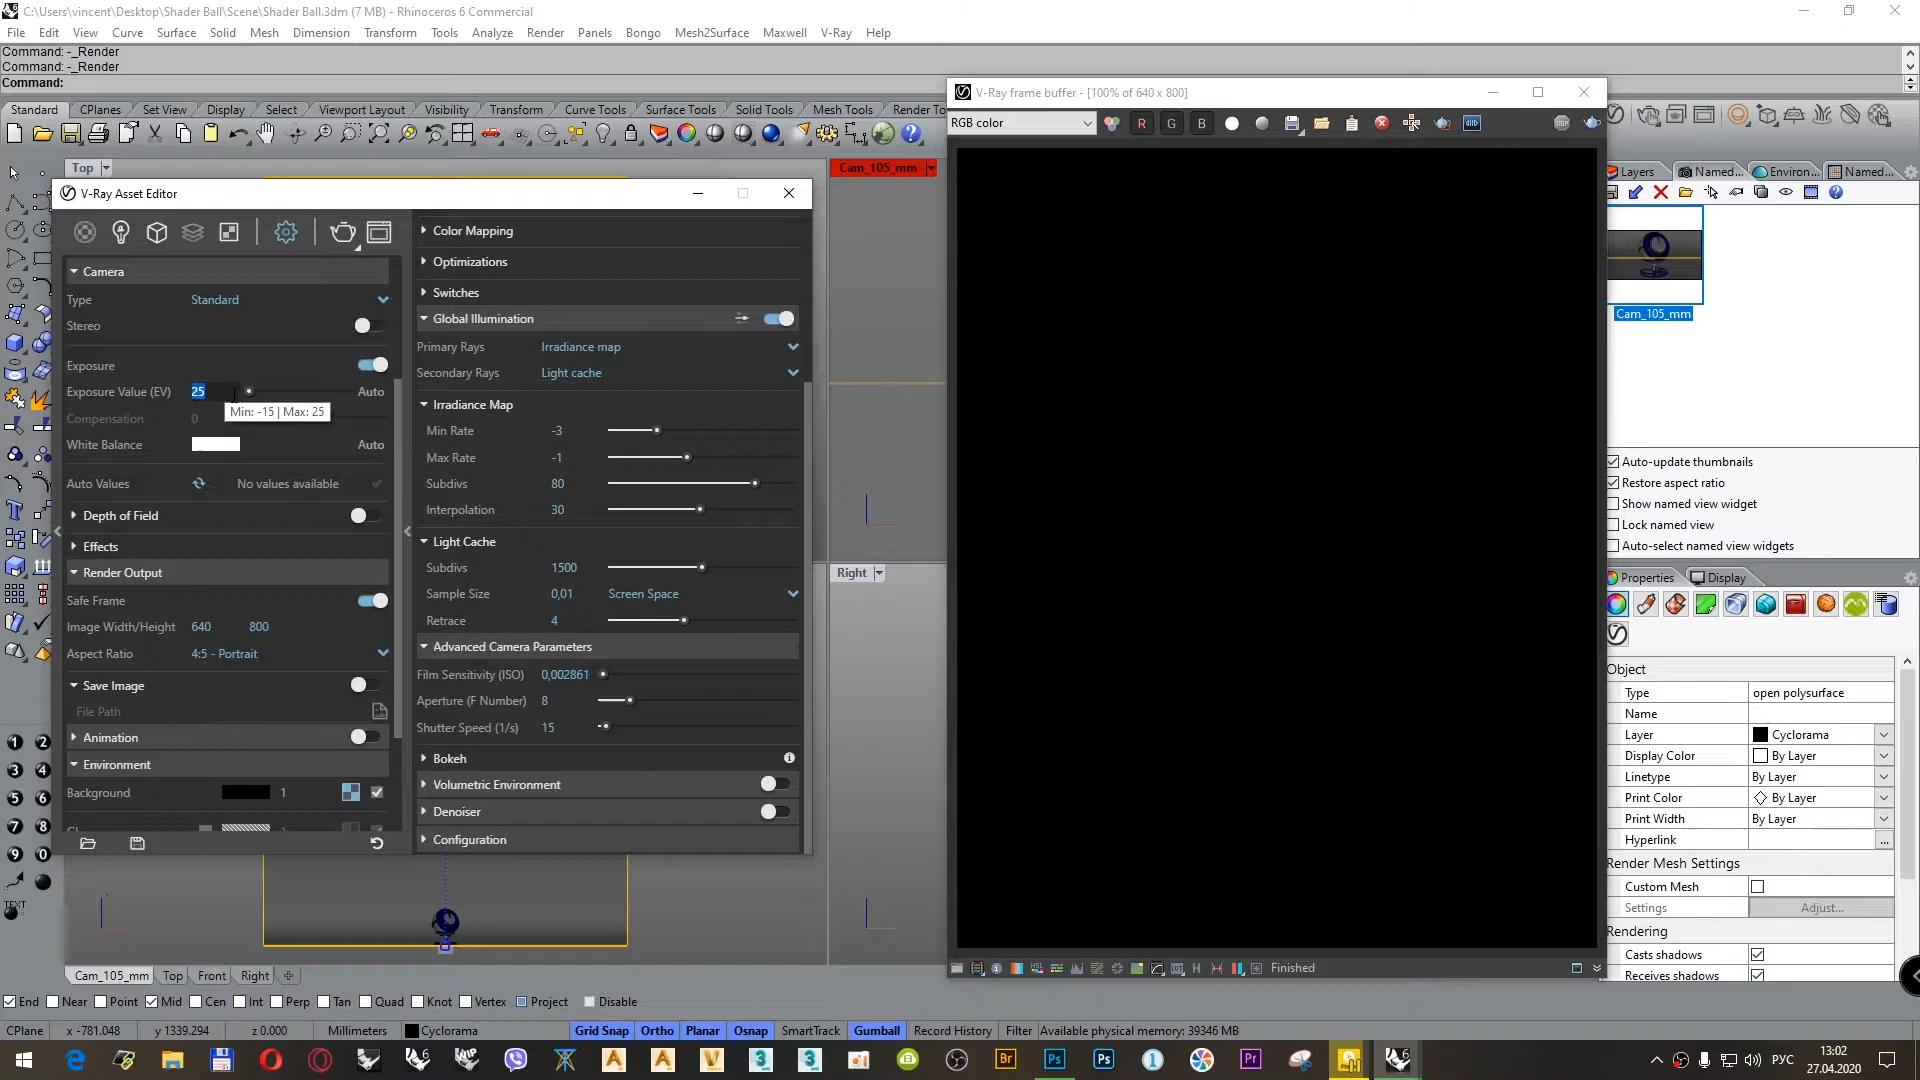 C:\Users\vincent\Desktop\Shader Ball\Scene\Shader Ball.3dm (7 MB) - Rhinoceros 6 Commercial
File Edit View Curve Surface Solid Mesh Dimension Transform Tools Analyze Render Panels Bongo Mesh2Surface Maxwell V-Ray Help
Command: -_Render
Command: -_Render
Command:
Standard CPlanes Set View Display Select Viewport Layout Visibility Transform Curve Tools Surface Tools Solid Tools Mesh Tools Render To
V-Ray frame buffer - [100% of 640 x 800]
RGB color R G B
Top
Cam_105_mm
Layers Named... Environ... Named...
V-Ray Asset Editor
Camera
Type Standard
Stereo
Exposure
Exposure Value (EV) 25 Auto
Min: -15 | Max: 25
Compensation 0
White Balance Auto
Auto Values No values available
Depth of Field
Effects
Render Output
Safe Frame
Image Width/Height 640 800
Aspect Ratio 4:5 - Portrait
Save Image
File Path
Animation
Environment
Background 1
Color Mapping
Optimizations
Switches
Global Illumination
Primary Rays Irradiance map
Secondary Rays Light cache
Irradiance Map
Min Rate -3
Max Rate -1
Subdivs 80
Interpolation 30
Light Cache
Subdivs 1500
Sample Size 0,01 Screen Space
Retrace 4
Advanced Camera Parameters
Film Sensitivity (ISO) 0,002861
Aperture (F Number) 8
Shutter Speed (1/s) 15
Bokeh
Volumetric Environment
Denoiser
Configuration
Right
Finished
Cam_105_mm
Auto-update thumbnails
Restore aspect ratio
Show named view widget
Lock named view
Auto-select named view widgets
Properties Display
Object
Type open polysurface
Name
Layer Cyclorama
Display Color By Layer
Linetype By Layer
Print Color By Layer
Print Width By Layer
Hyperlink ...
Render Mesh Settings
Custom Mesh
Settings Adjust...
Rendering
Casts shadows
Receives shadows
1 2
3 4
5 6
7 8
9 0
TEXT
Cam_105_mm Top Front Right
End Near Point Mid Cen Int Perp Tan Quad Knot Vertex Project Disable
CPlane x -781.048 y 1339.294 z 0.000 Millimeters Cyclorama Grid Snap Ortho Planar Osnap SmartTrack Gumball Record History Filter Available physical memory: 39346 MB
РУС
13:02
27.04.2020